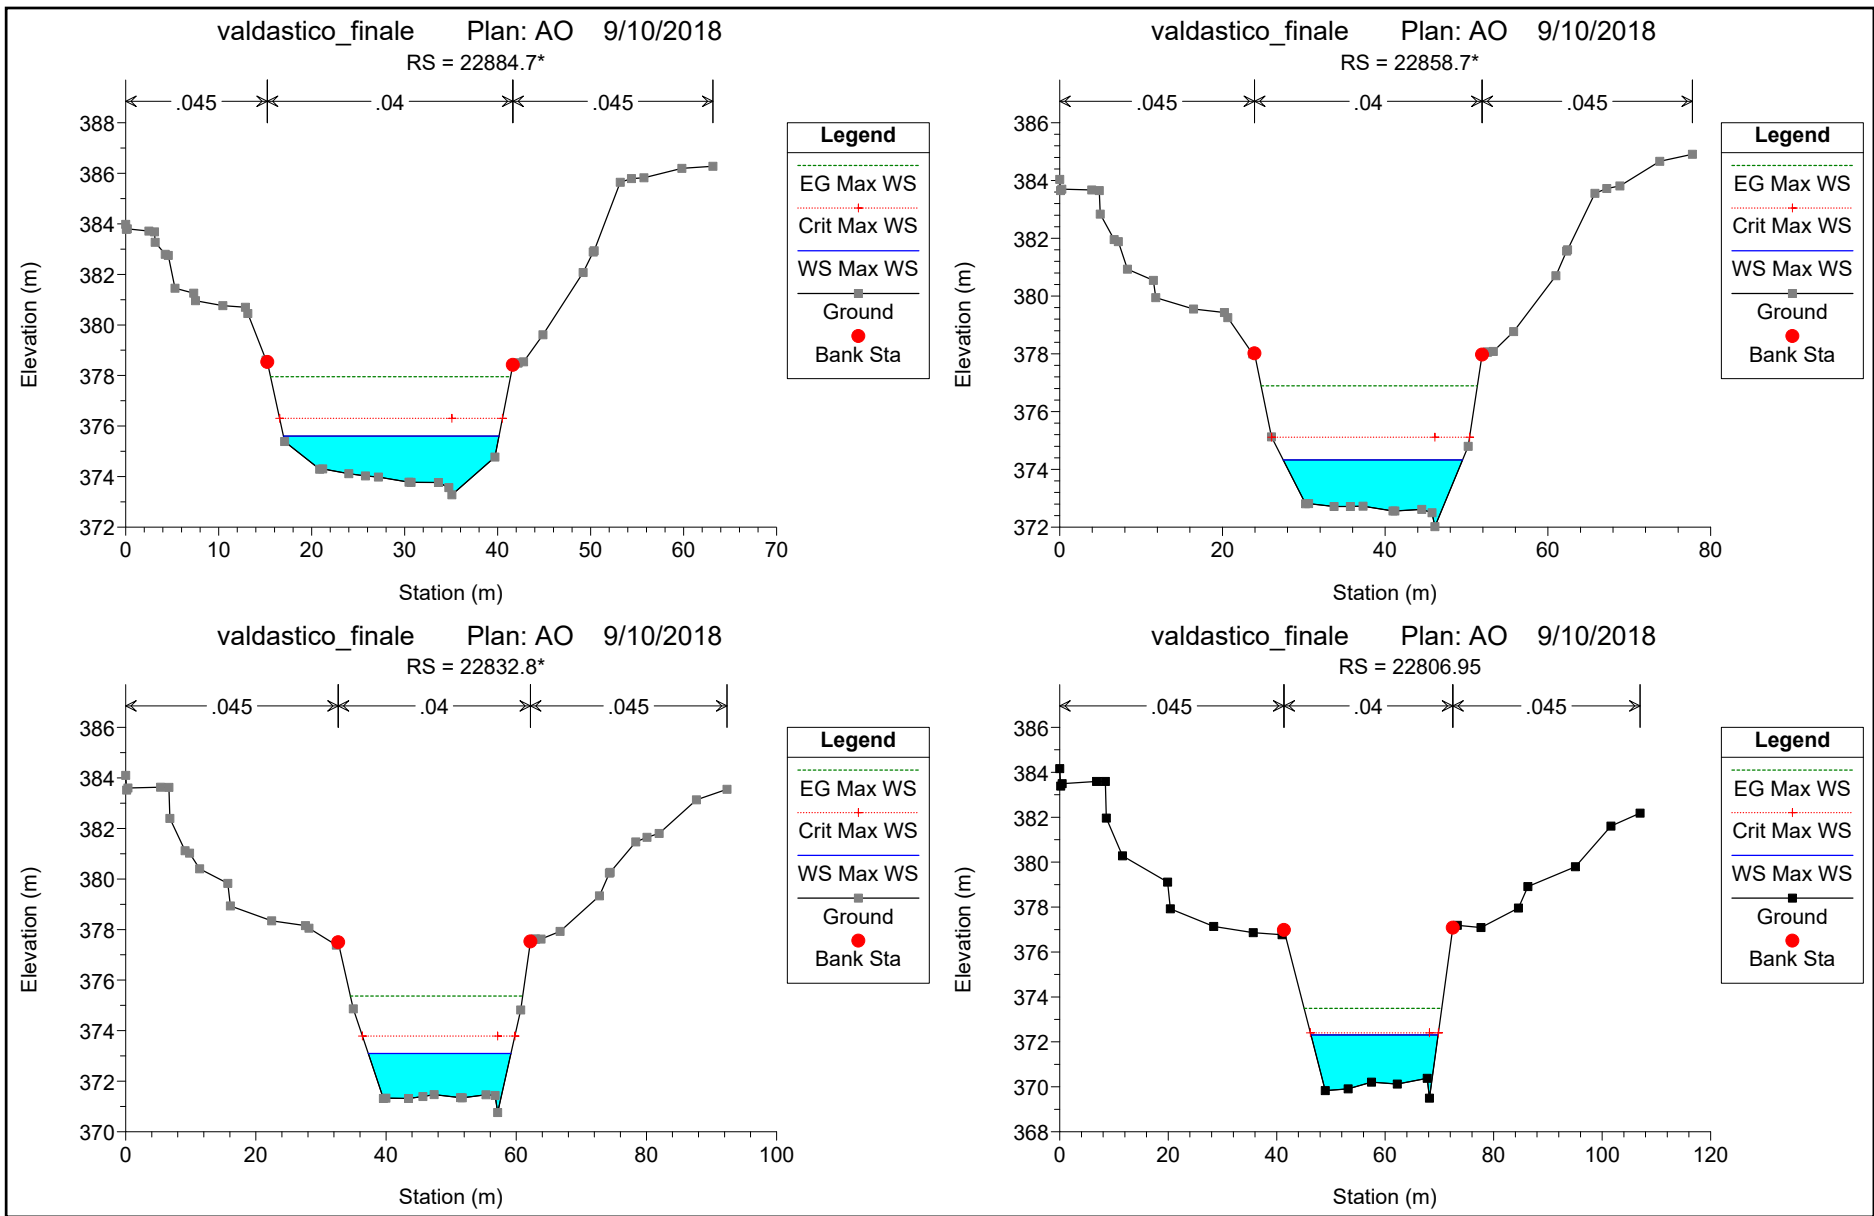 valdastico_finale Plan: AO 9/10/2018
RS = 22884.7*
.045 .04 .045
388
386
384
382
380
378
376
374
372
Elevation (m)
0 10 20 30 40 50 60 70
Station (m)
Legend
EG Max WS
Crit Max WS
WS Max WS
Ground
Bank Sta
valdastico_finale Plan: AO 9/10/2018
RS = 22858.7*
.045 .04 .045
386
384
382
380
378
376
374
372
Elevation (m)
0 20 40 60 80
Station (m)
Legend
EG Max WS
Crit Max WS
WS Max WS
Ground
Bank Sta
valdastico_finale Plan: AO 9/10/2018
RS = 22832.8*
.045 .04 .045
386
384
382
380
378
376
374
372
370
Elevation (m)
0 20 40 60 80 100
Station (m)
Legend
EG Max WS
Crit Max WS
WS Max WS
Ground
Bank Sta
valdastico_finale Plan: AO 9/10/2018
RS = 22806.95
.045 .04 .045
386
384
382
380
378
376
374
372
370
368
Elevation (m)
0 20 40 60 80 100 120
Station (m)
Legend
EG Max WS
Crit Max WS
WS Max WS
Ground
Bank Sta